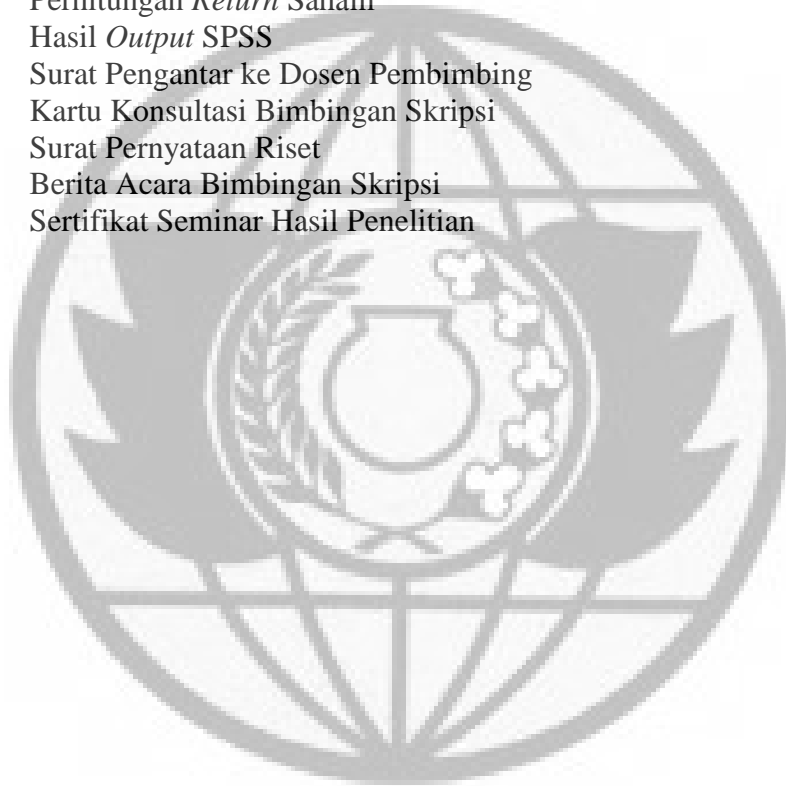 Perhitungan Return Saham
Hasil Output SPSS
Surat Pengantar ke Dosen Pembimbing
Kartu Konsultasi Bimbingan Skripsi
Surat Pernyataan Riset
Berita Acara Bimbingan Skripsi
Sertifikat Seminar Hasil Penelitian